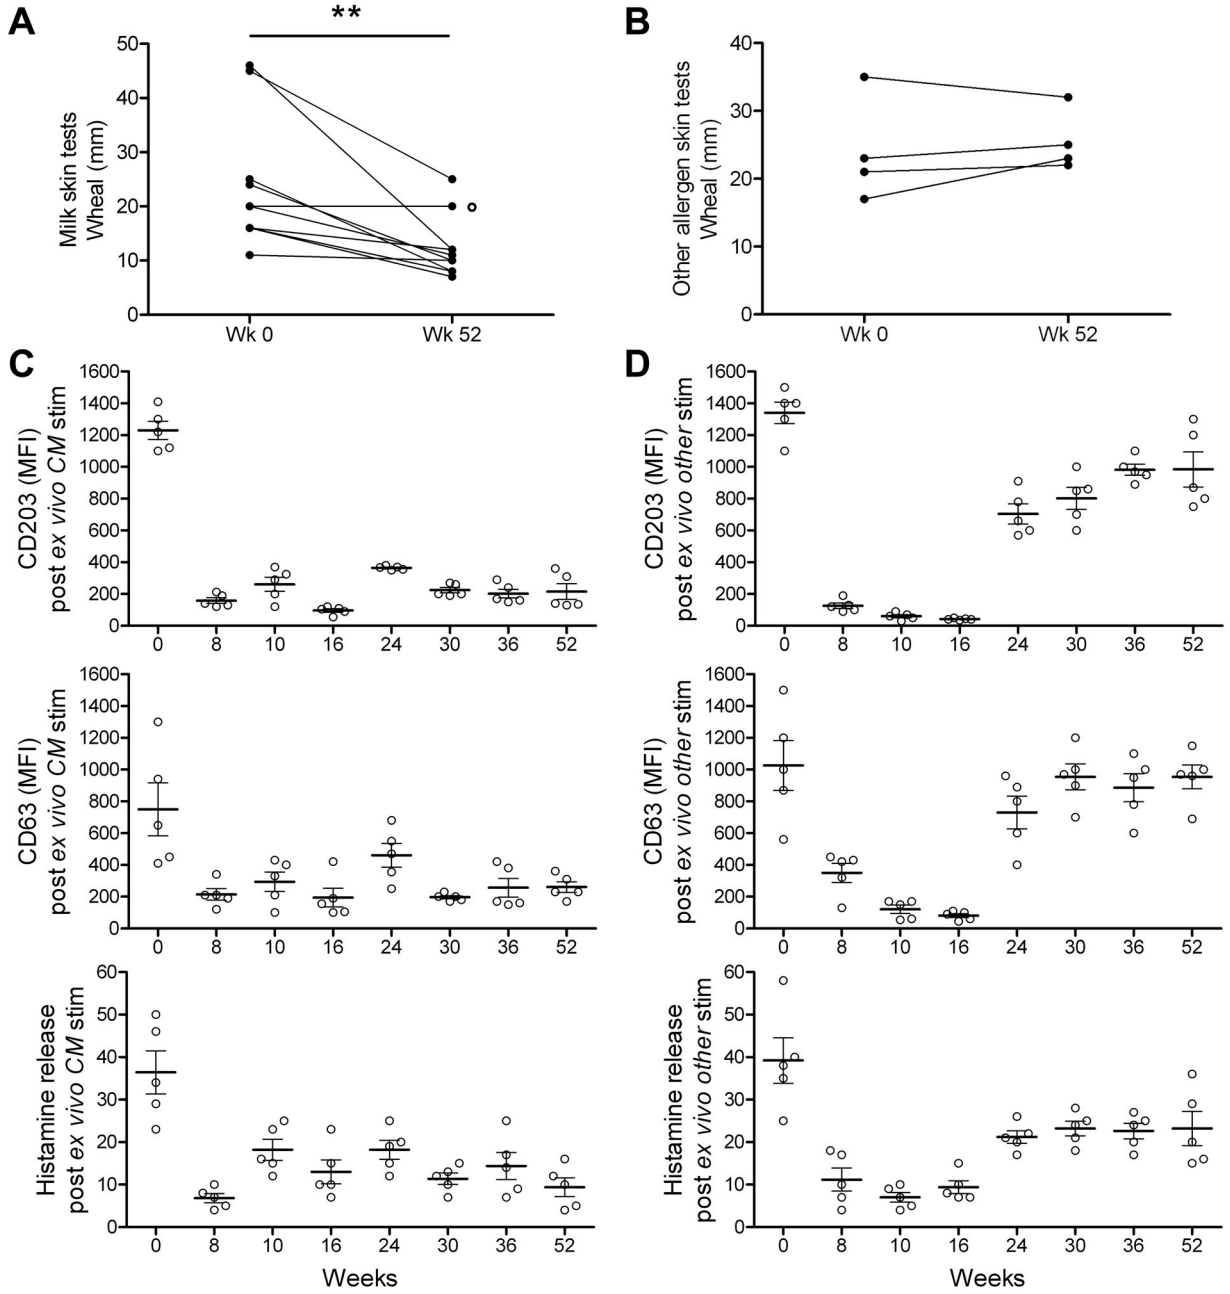 A
**
Milk skin tests
Wheal (mm)
50
40
30
20
10
0
Wk 0
Wk 52
B
Other allergen skin tests
Wheal (mm)
40
30
20
10
0
Wk 0
Wk 52
C
CD203 (MFI)
post ex vivo CM stim
1600
1400
1200
1000
800
600
400
200
0
0 8 10 16 24 30 36 52
CD63 (MFI)
post ex vivo CM stim
1600
1400
1200
1000
800
600
400
200
0
0 8 10 16 24 30 36 52
Histamine release
post ex vivo CM stim
60
50
40
30
20
10
0
0 8 10 16 24 30 36 52
Weeks
D
CD203 (MFI)
post ex vivo other stim
1600
1400
1200
1000
800
600
400
200
0
0 8 10 16 24 30 36 52
CD63 (MFI)
post ex vivo other stim
1600
1400
1200
1000
800
600
400
200
0
0 8 10 16 24 30 36 52
Histamine release
post ex vivo other stim
60
50
40
30
20
10
0
0 8 10 16 24 30 36 52
Weeks